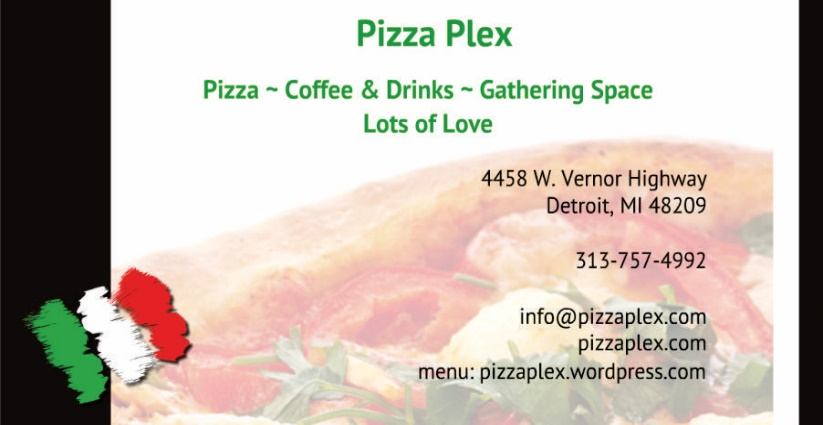 Pizza Plex
Pizza ~ Coffee & Drinks ~ Gathering Space
Lots of Love
4458 W. Vernor Highway
Detroit, MI 48209
313-757-4992
info@pizzaplex.com
pizzaplex.com
menu: pizzaplex.wordpress.com